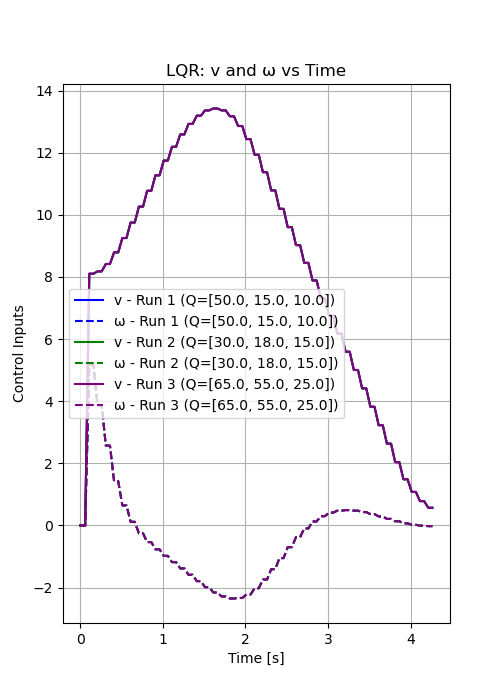 LQR: v and ω vs Time
Control Inputs
14
12
10
8
6
4
2
0
−2
v - Run 1 (Q=[50.0, 15.0, 10.0])
ω - Run 1 (Q=[50.0, 15.0, 10.0])
v - Run 2 (Q=[30.0, 18.0, 15.0])
ω - Run 2 (Q=[30.0, 18.0, 15.0])
v - Run 3 (Q=[65.0, 55.0, 25.0])
ω - Run 3 (Q=[65.0, 55.0, 25.0])
0 1 2 3 4
Time [s]